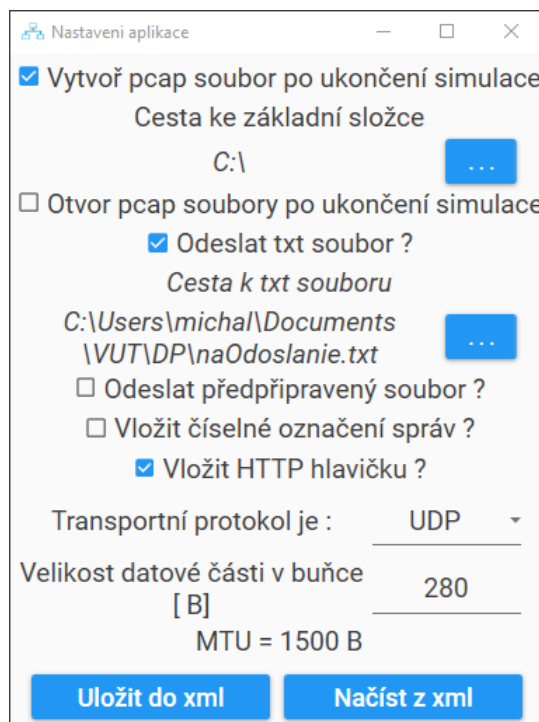 Nastaveni aplikace
Vytvoř pcap soubor po ukončení simulace
Cesta ke základní složce
C:\
...
Otvor pcap soubory po ukončení simulace
Odeslat txt soubor ?
Cesta k txt souboru
C:\Users\michal\Documents
\VUT\DP\naOdoslanie.txt
...
Odeslat předpřipravený soubor ?
Vložit číselné označení správ ?
Vložit HTTP hlavičku ?
Transportní protokol je : UDP
Velikost datové části v buňce
[ B]
280
MTU = 1500 B
Uložit do xml
Načíst z xml